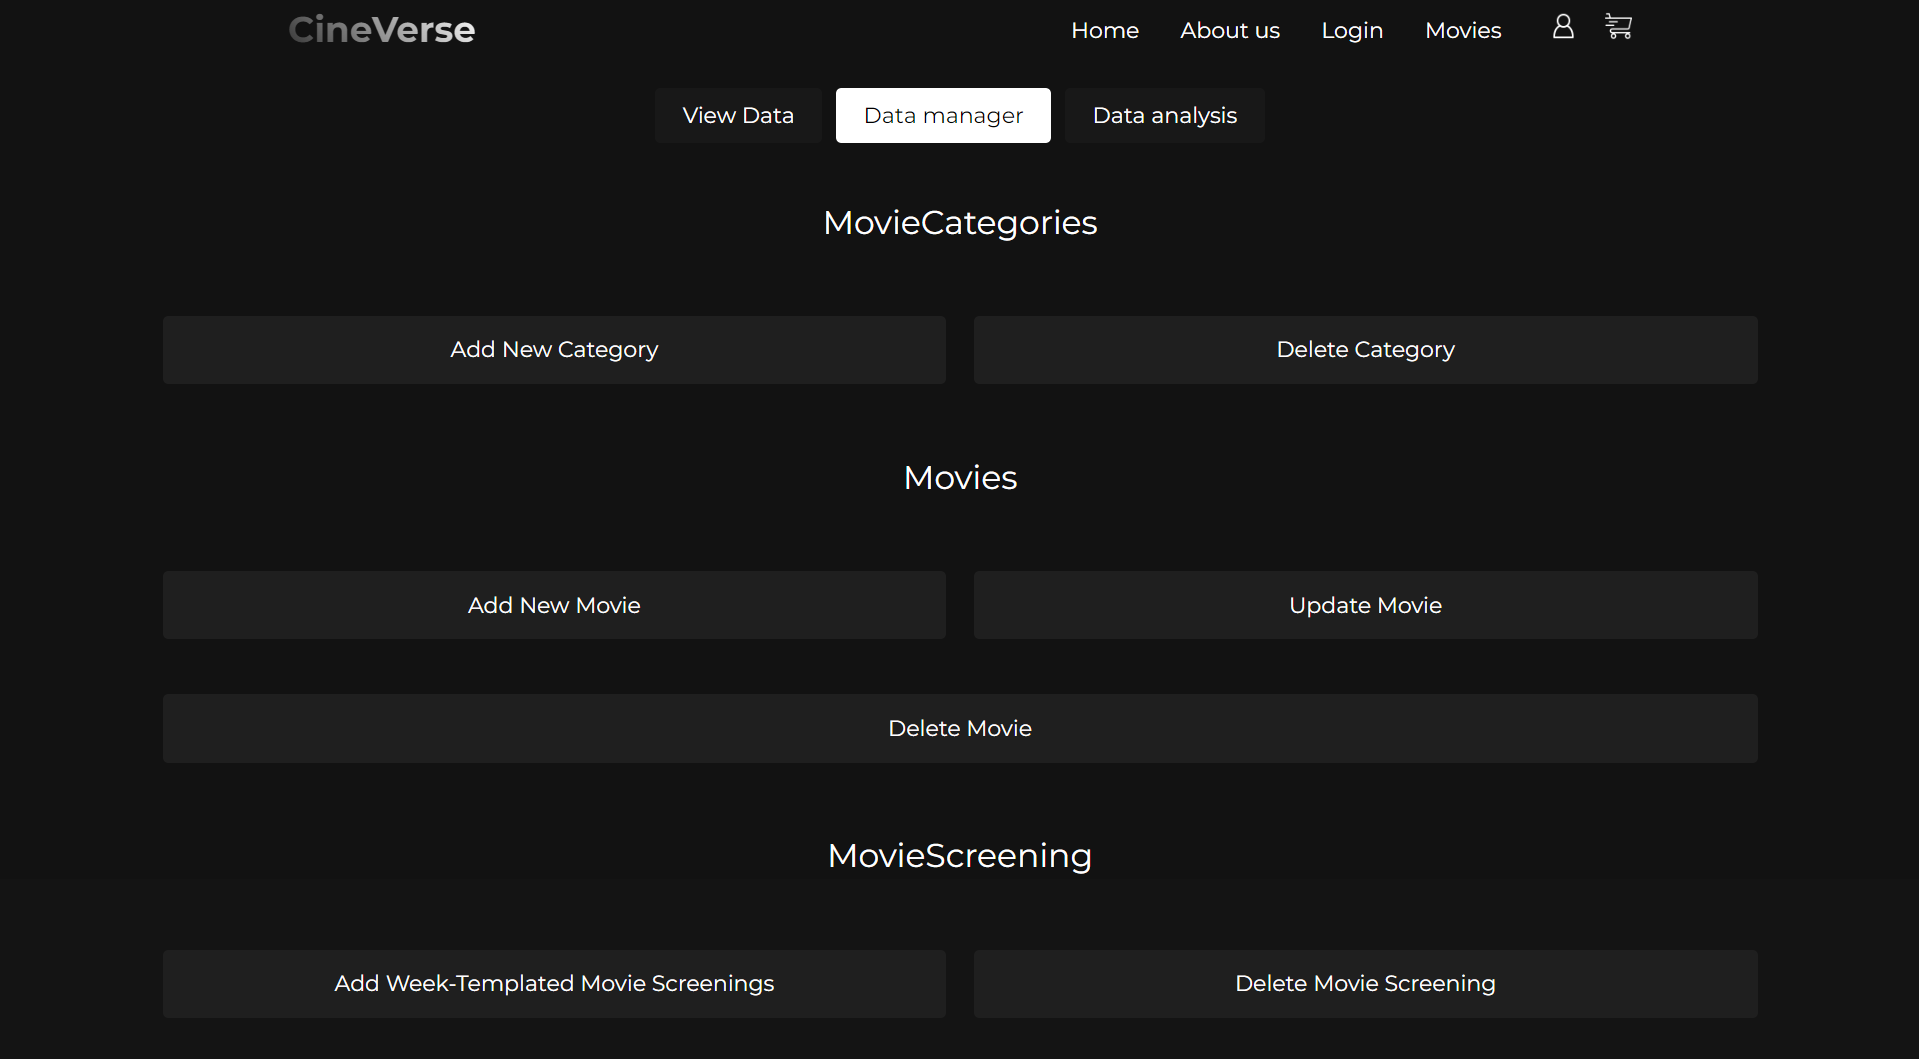 CineVerse Home About us Login Movies
View Data Data manager Data analysis
MovieCategories
Add New Category Delete Category
Movies
Add New Movie Update Movie
Delete Movie
MovieScreening
Add Week-Templated Movie Screenings Delete Movie Screening